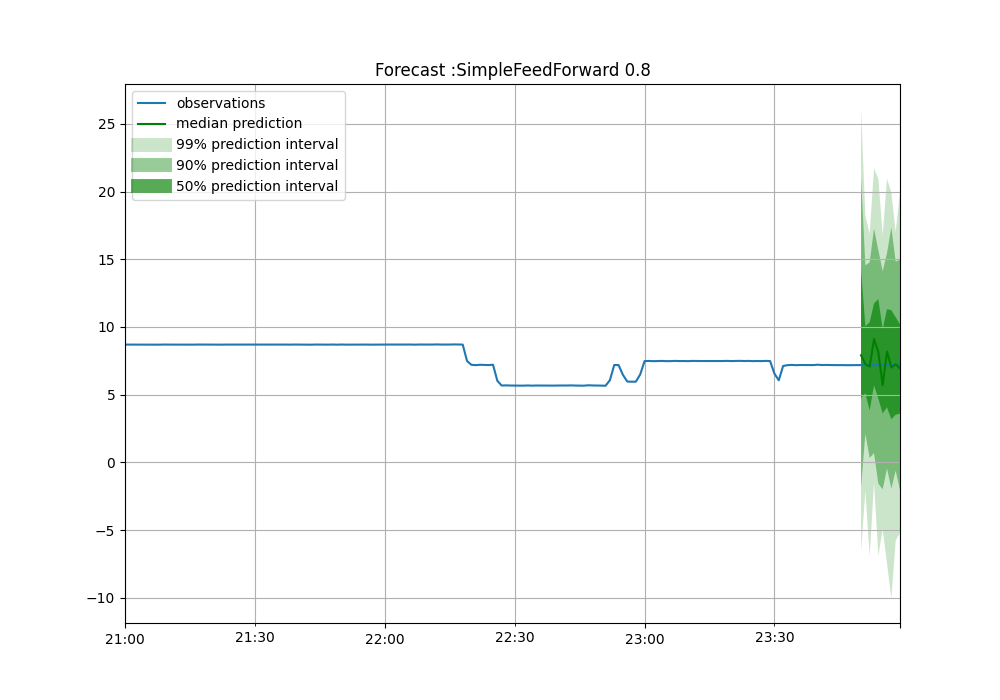 Forecast :SimpleFeedForward 0.8
observations
median prediction
99% prediction interval
90% prediction interval
50% prediction interval
25
20
15
10
5
0
−5
−10
21:00
21:30
22:00
22:30
23:00
23:30